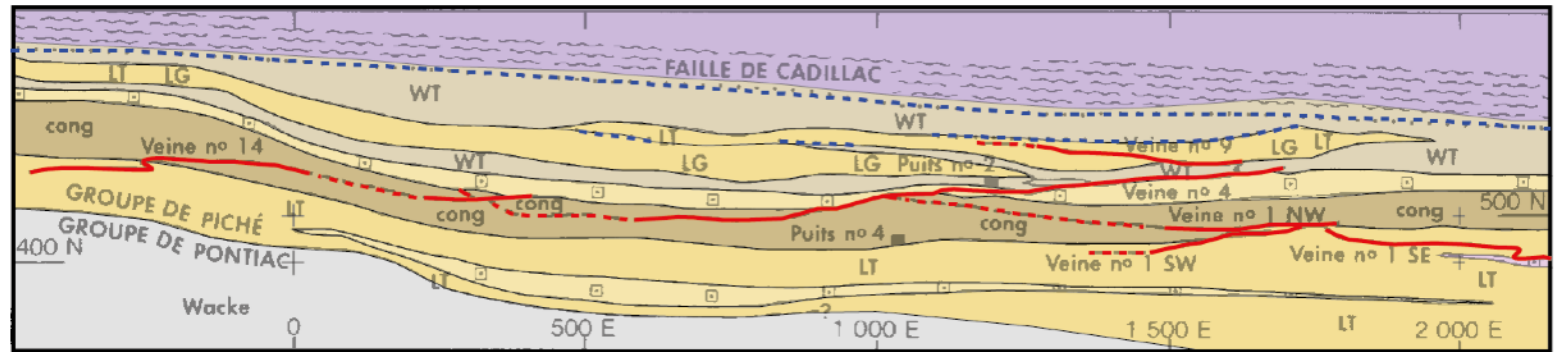 FAILLE DE CADILLAC
LT LG
WT
WT
cong
Veine nº 14
LT
Veine nº 9
LG LT
WT
LG
LG
Puits nº 2
WT
WT
Veine nº 4
500 N
GROUPE DE PICHÉ
LT
cong
cong
cong
Veine nº 1 NW
cong
GROUPE DE PONTIAC
400 N
Puits nº 4
LT
Veine nº 1 SW
Veine nº 1 SE
LT
LT
Wacke
0
500 E
1 000 E
1 500 E
LT
2 000 E